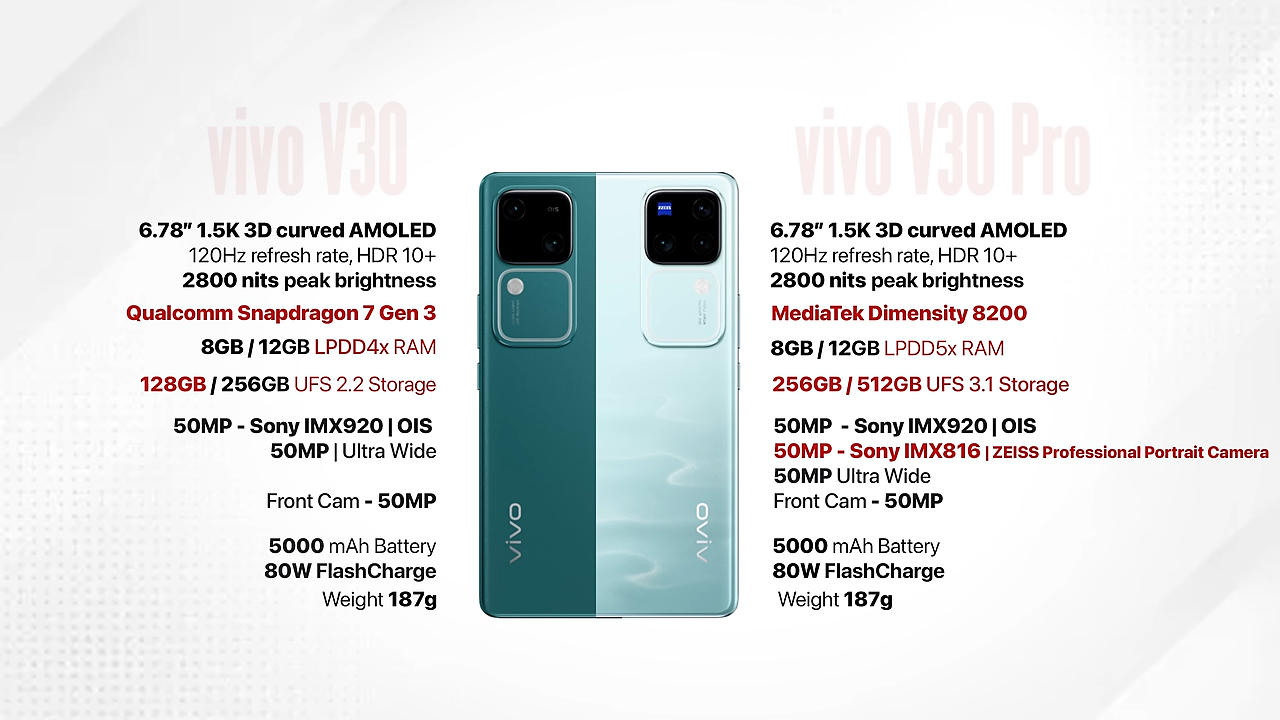 vivo V30
6.78" 1.5K 3D curved AMOLED
120Hz refresh rate, HDR 10+
2800 nits peak brightness
Qualcomm Snapdragon 7 Gen 3
8GB / 12GB LPDD4x RAM
128GB / 256GB UFS 2.2 Storage
50MP - Sony IMX920 | OIS
50MP | Ultra Wide
Front Cam - 50MP
5000 mAh Battery
80W FlashCharge
Weight 187g
OIS
vivo
ZEISS
vivo
vivo V30 Pro
6.78" 1.5K 3D curved AMOLED
120Hz refresh rate, HDR 10+
2800 nits peak brightness
MediaTek Dimensity 8200
8GB / 12GB LPDD5x RAM
256GB / 512GB UFS 3.1 Storage
50MP - Sony IMX920 | OIS
50MP - Sony IMX816 | ZEISS Professional Portrait Camera
50MP Ultra Wide
Front Cam - 50MP
5000 mAh Battery
80W FlashCharge
Weight 187g